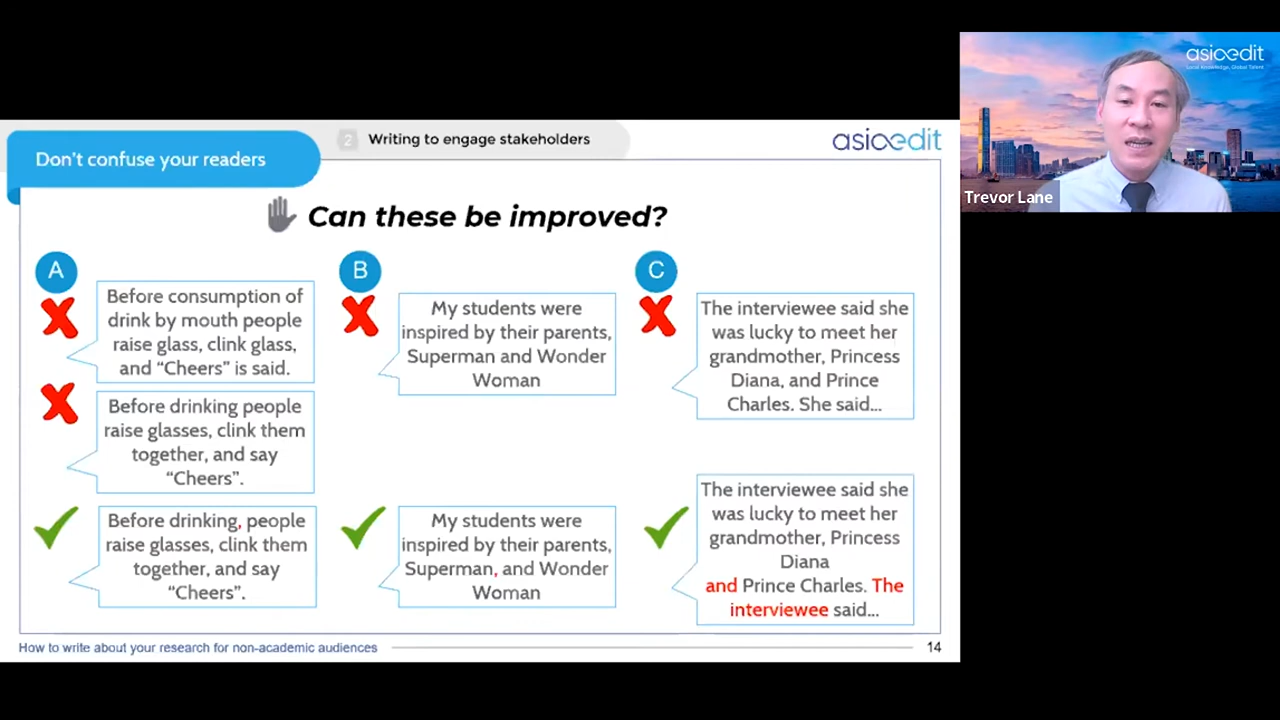 Don't confuse your readers
2 Writing to engage stakeholders
asiaedit
Can these be improved?
A
Before consumption of
drink by mouth people
raise glass, clink glass,
and “Cheers” is said.
Before drinking people
raise glasses, clink them
together, and say
“Cheers”.
Before drinking, people
raise glasses, clink them
together, and say
“Cheers”.
B
My students were
inspired by their parents,
Superman and Wonder
Woman
My students were
inspired by their parents,
Superman, and Wonder
Woman
C
The interviewee said she
was lucky to meet her
grandmother, Princess
Diana, and Prince
Charles. She said...
The interviewee said she
was lucky to meet her
grandmother, Princess
Diana
and Prince Charles. The
interviewee said...
How to write about your research for non-academic audiences
14
asiaedit
Local Knowledge, Global Talent
Trevor Lane